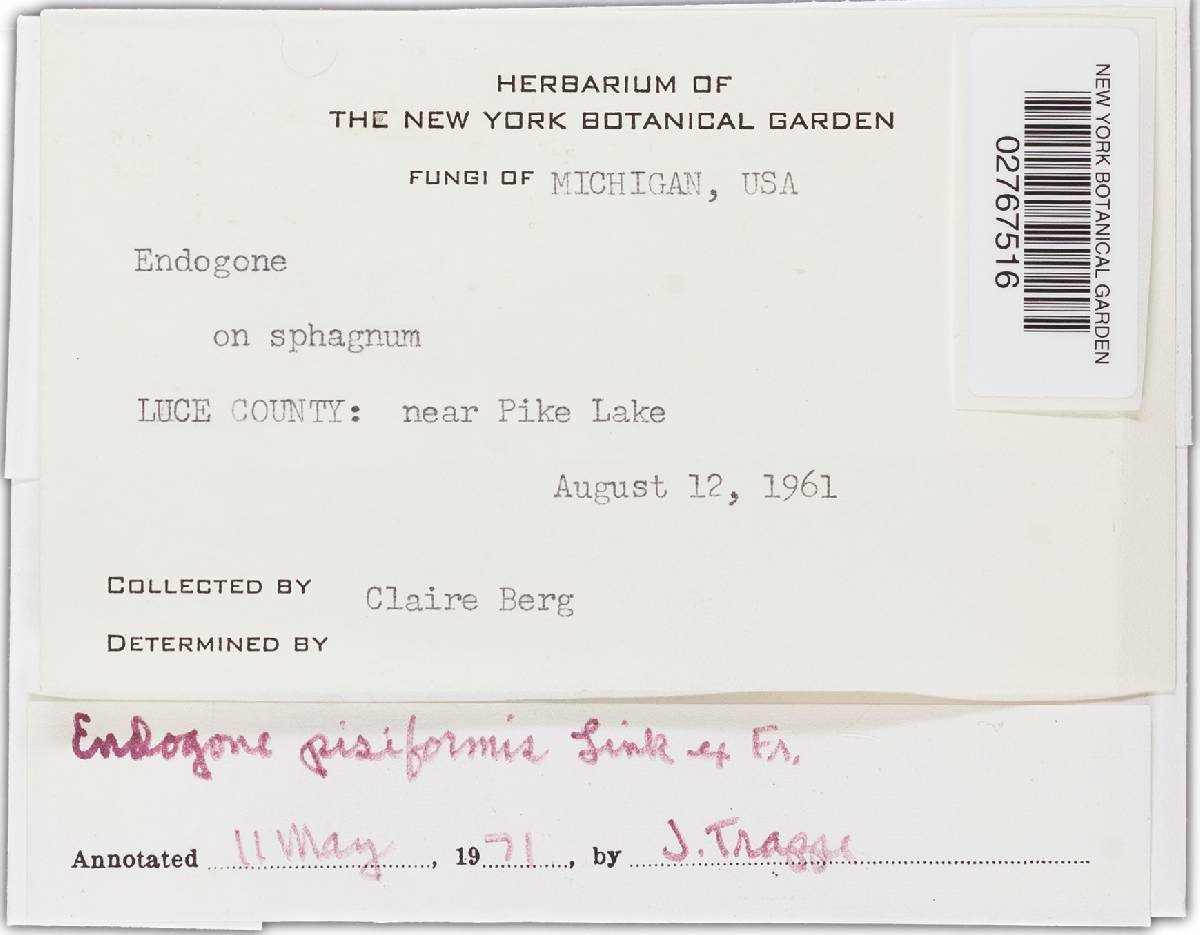 HERBARIUM OF
THE NEW YORK BOTANICAL GARDEN
FUNGI OF MICHIGAN, USA
Endogone
on sphagnum
LUCE COUNTY: near Pike Lake
August 12, 1961
COLLECTED BY Claire Berg
DETERMINED BY
NEW YORK BOTANICAL GARDEN
02767516
Endogone pisiformis Link ex Fr.
Annotated 11 May, 1971, by J. Trappe